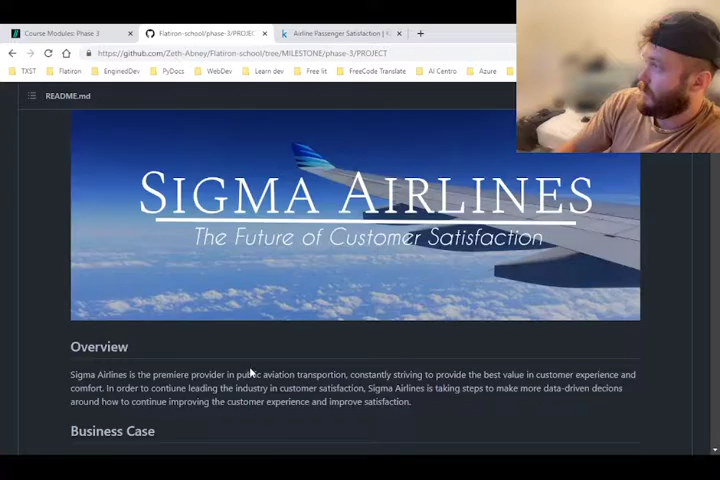 Course Modules: Phase 3
Flatiron-school/phase-3/PROJECT
Airline Passenger Satisfaction | K
https://github.com/Zeth-Abney/Flatiron-school/tree/MILESTONE/phase-3/PROJECT
TXST
Flatiron
EnginedDev
PyDocs
WebDev
Learn dev
Free lit
FreeCode Translate
AI Centro
Azure
README.md
SIGMA AIRLINES
The Future of Customer Satisfaction
Overview
Sigma Airlines is the premiere provider in public aviation transportion, constantly striving to provide the best value in customer experience and
comfort. In order to contiune leading the industry in customer satisfaction, Sigma Airlines is taking steps to make more data-driven decions
around how to continue improving the customer experience and improve satisfaction.
Business Case